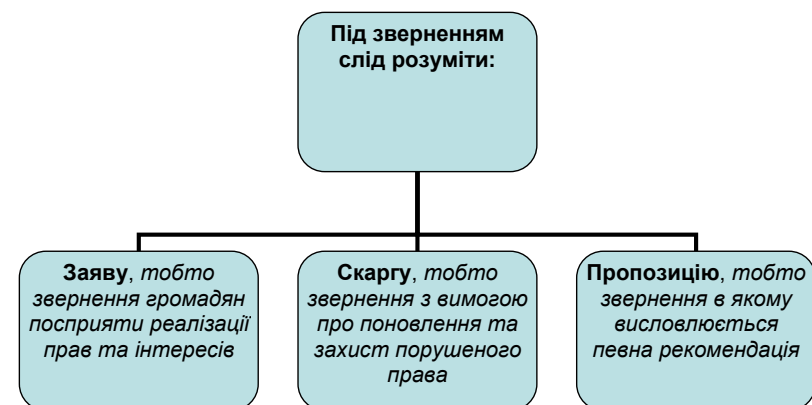 Під зверненням
слід розуміти:
Заяву, тобто
звернення громадян
посприяти реалізації
прав та інтересів
Скаргу, тобто
звернення з вимогою
про поновлення та
захист порушеного
права
Пропозицію, тобто
звернення в якому
висловлюється
певна рекомендація